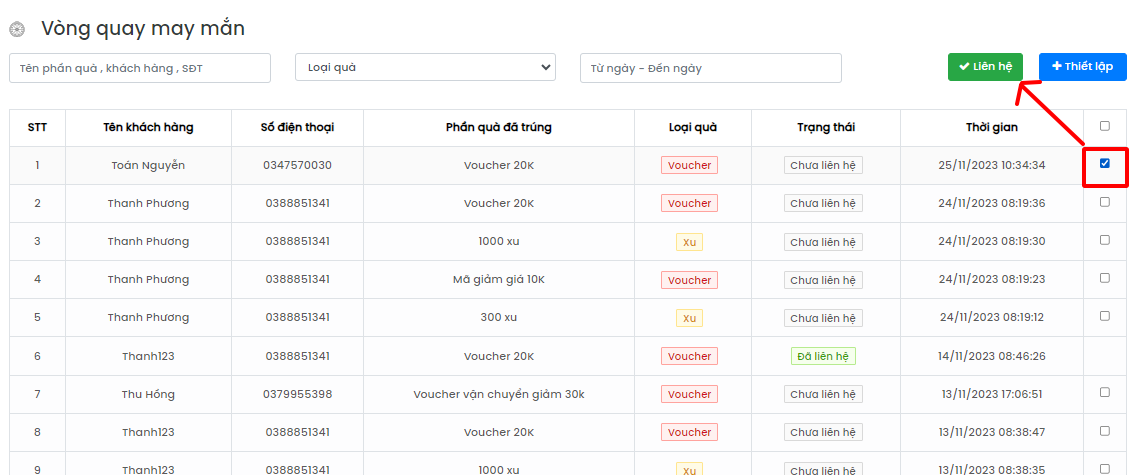 Vòng quay may mắn
Tên phần quà , khách hàng , SĐT Loại quà Từ ngày - Đến ngày Liên hệ Thiết lập
STT Tên khách hàng Số điện thoại Phần quà đã trúng Loại quà Trạng thái Thời gian
1 Toán Nguyễn 0347570030 Voucher 20K Voucher Chưa liên hệ 25/11/2023 10:34:34
2 Thanh Phương 0388851341 Voucher 20K Voucher Chưa liên hệ 24/11/2023 08:19:36
3 Thanh Phương 0388851341 1000 xu Xu Chưa liên hệ 24/11/2023 08:19:30
4 Thanh Phương 0388851341 Mã giảm giá 10K Voucher Chưa liên hệ 24/11/2023 08:19:23
5 Thanh Phương 0388851341 300 xu Xu Chưa liên hệ 24/11/2023 08:19:12
6 Thanh123 0388851341 Voucher 20K Voucher Đã liên hệ 14/11/2023 08:46:26
7 Thu Hồng 0379955398 Voucher vận chuyển giảm 30k Voucher Chưa liên hệ 13/11/2023 17:06:51
8 Thanh123 0388851341 Voucher 20K Voucher Chưa liên hệ 13/11/2023 08:38:47
9 Thanh123 0388851341 1000 xu Xu Chưa liên hệ 13/11/2023 08:38:35